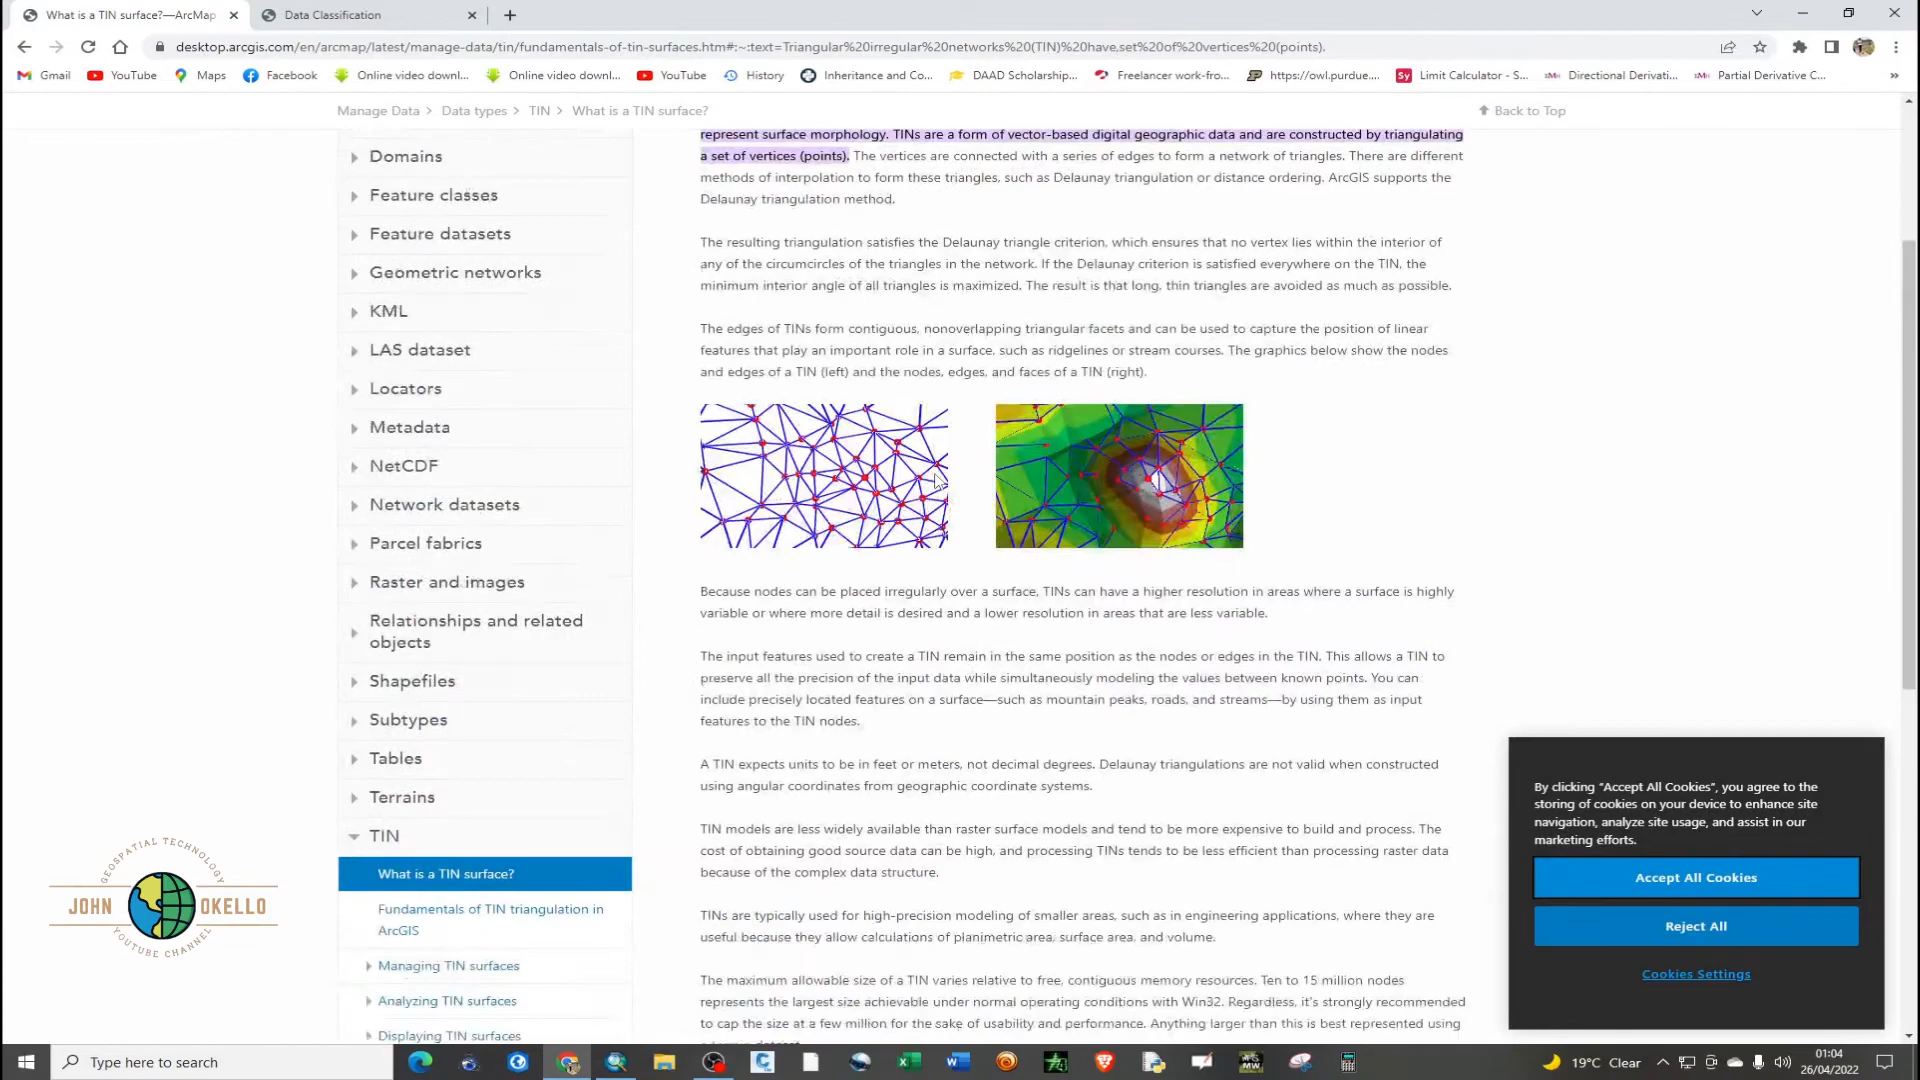 What is a TIN surface?—ArcMap
Data Classification
desktop.arcgis.com/en/arcmap/latest/manage-data/tin/fundamentals-of-tin-surfaces.htm#:~:text=Triangular%20irregular%20networks%20(TIN)%20have,set%20of%20vertices%20(points).
Gmail
YouTube
Maps
Facebook
Online video downl...
Online video downl...
YouTube
History
Inheritance and Co...
DAAD Scholarship...
Freelancer work-fro...
https://owl.purdue....
Limit Calculator - S...
Directional Derivati...
Partial Derivative C...
Manage Data > Data types > TIN > What is a TIN surface?
Back to Top
Domains
Feature classes
Feature datasets
Geometric networks
KML
LAS dataset
Locators
Metadata
NetCDF
Network datasets
Parcel fabrics
Raster and images
Relationships and related
objects
Shapefiles
Subtypes
Tables
Terrains
TIN
What is a TIN surface?
Fundamentals of TIN triangulation in
ArcGIS
Managing TIN surfaces
Analyzing TIN surfaces
Displaying TIN surfaces
represent surface morphology. TINs are a form of vector-based digital geographic data and are constructed by triangulating
a set of vertices (points). The vertices are connected with a series of edges to form a network of triangles. There are different
methods of interpolation to form these triangles, such as Delaunay triangulation or distance ordering. ArcGIS supports the
Delaunay triangulation method.
The resulting triangulation satisfies the Delaunay triangle criterion, which ensures that no vertex lies within the interior of
any of the circumcircles of the triangles in the network. If the Delaunay criterion is satisfied everywhere on the TIN, the
minimum interior angle of all triangles is maximized. The result is that long, thin triangles are avoided as much as possible.
The edges of TINs form contiguous, nonoverlapping triangular facets and can be used to capture the position of linear
features that play an important role in a surface, such as ridgelines or stream courses. The graphics below show the nodes
and edges of a TIN (left) and the nodes, edges, and faces of a TIN (right).
Because nodes can be placed irregularly over a surface, TINs can have a higher resolution in areas where a surface is highly
variable or where more detail is desired and a lower resolution in areas that are less variable.
The input features used to create a TIN remain in the same position as the nodes or edges in the TIN. This allows a TIN to
preserve all the precision of the input data while simultaneously modeling the values between known points. You can
include precisely located features on a surface—such as mountain peaks, roads, and streams—by using them as input
features to the TIN nodes.
A TIN expects units to be in feet or meters, not decimal degrees. Delaunay triangulations are not valid when constructed
using angular coordinates from geographic coordinate systems.
TIN models are less widely available than raster surface models and tend to be more expensive to build and process. The
cost of obtaining good source data can be high, and processing TINs tends to be less efficient than processing raster data
because of the complex data structure.
TINs are typically used for high-precision modeling of smaller areas, such as in engineering applications, where they are
useful because they allow calculations of planimetric area, surface area, and volume.
The maximum allowable size of a TIN varies relative to free, contiguous memory resources. Ten to 15 million nodes
represents the largest size achievable under normal operating conditions with Win32. Regardless, it's strongly recommended
to cap the size at a few million for the sake of usability and performance. Anything larger than this is best represented using
By clicking “Accept All Cookies”, you agree to the
storing of cookies on your device to enhance site
navigation, analyze site usage, and assist in our
marketing efforts.
Accept All Cookies
Reject All
Cookies Settings
GEOSPATIAL TECHNOLOGY
JOHN OKELLO
YOUTUBE CHANNEL
Type here to search
19°C Clear
01:04
26/04/2022